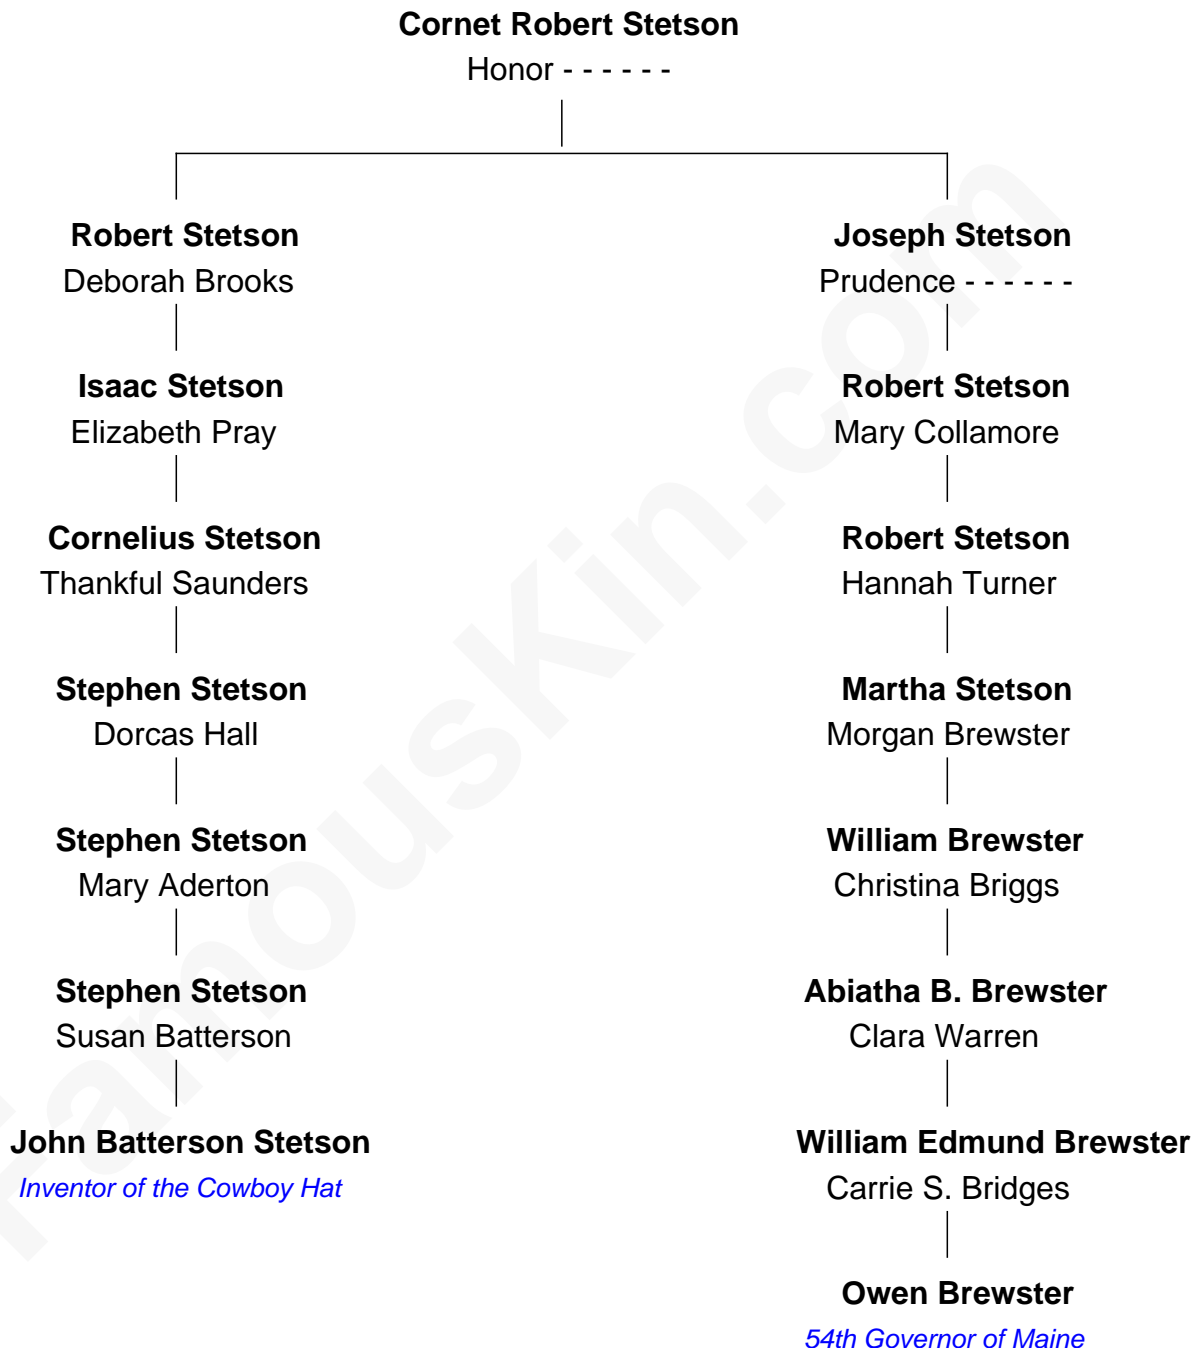 Cornet Robert Stetson
Honor - - - - - -
Robert Stetson
Deborah Brooks
Isaac Stetson
Elizabeth Pray
Cornelius Stetson
Thankful Saunders
Stephen Stetson
Dorcas Hall
Stephen Stetson
Mary Aderton
Stephen Stetson
Susan Batterson
John Batterson Stetson
Inventor of the Cowboy Hat
Joseph Stetson
Prudence - - - - - -
Robert Stetson
Mary Collamore
Robert Stetson
Hannah Turner
Martha Stetson
Morgan Brewster
William Brewster
Christina Briggs
Abiatha B. Brewster
Clara Warren
William Edmund Brewster
Carrie S. Bridges
Owen Brewster
54th Governor of Maine
FamousKin.com